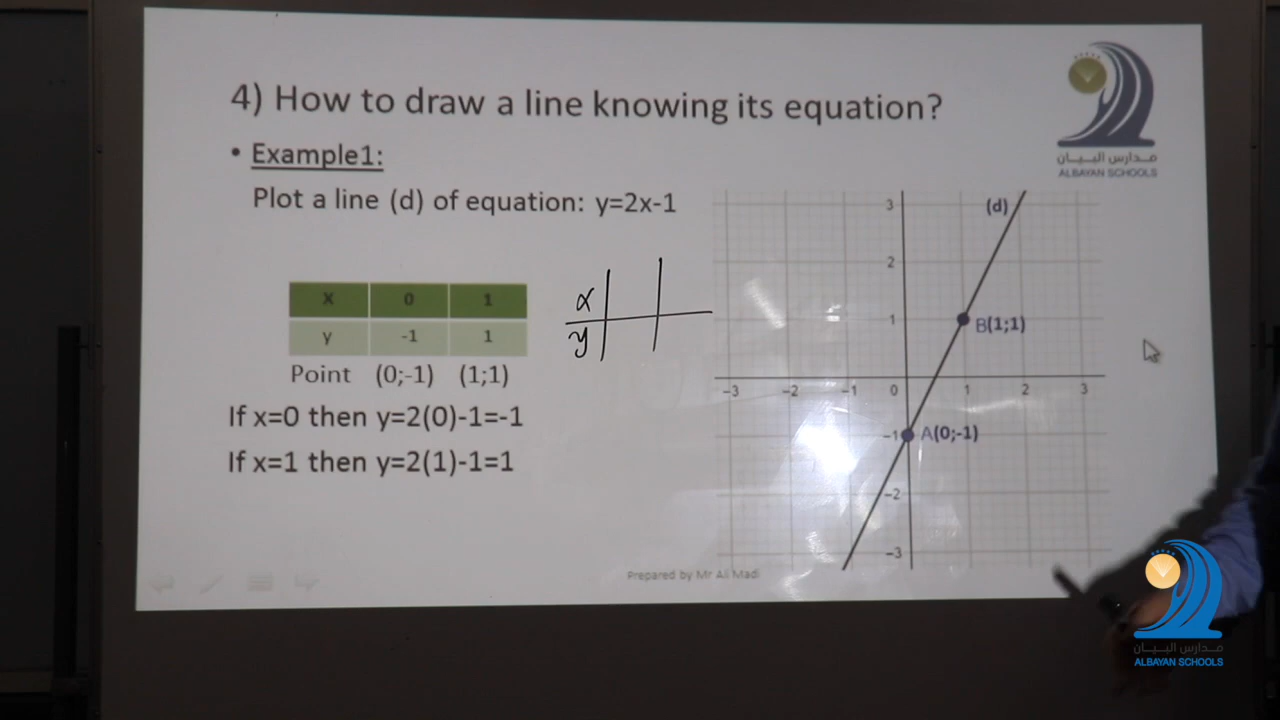 4) How to draw a line knowing its equation?
• Example1:
Plot a line (d) of equation: y=2x-1
X 0 1
y -1 1
Point (0;-1) (1;1)
If x=0 then y=2(0)-1=-1
If x=1 then y=2(1)-1=1
x
y
3
(d)
2
1
B(1;1)
-3 -2 -1 0 1 2 3
-1 A(0;-1)
-2
-3
Prepared by Mr Ali Madi
مدارس البيان
ALBAYAN SCHOOLS
مدارس البيان
ALBAYAN SCHOOLS